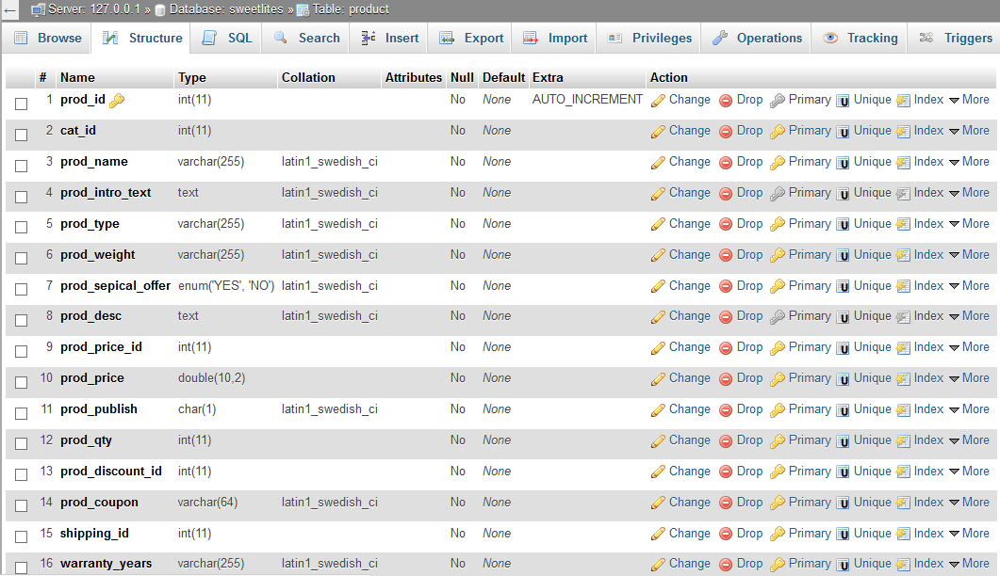 Server: 127.0.0.1 » Database: sweetlites » Table: product
Browse Structure SQL Search Insert Export Import Privileges Operations Tracking Triggers
# Name Type Collation Attributes Null Default Extra Action
1 prod_id int(11) No None AUTO_INCREMENT Change Drop Primary Unique Index More
2 cat_id int(11) No None Change Drop Primary Unique Index More
3 prod_name varchar(255) latin1_swedish_ci No None Change Drop Primary Unique Index More
4 prod_intro_text text latin1_swedish_ci No None Change Drop Primary Unique Index More
5 prod_type varchar(255) latin1_swedish_ci No None Change Drop Primary Unique Index More
6 prod_weight varchar(255) latin1_swedish_ci No None Change Drop Primary Unique Index More
7 prod_sepical_offer enum('YES', 'NO') latin1_swedish_ci No None Change Drop Primary Unique Index More
8 prod_desc text latin1_swedish_ci No None Change Drop Primary Unique Index More
9 prod_price_id int(11) No None Change Drop Primary Unique Index More
10 prod_price double(10,2) No None Change Drop Primary Unique Index More
11 prod_publish char(1) latin1_swedish_ci No None Change Drop Primary Unique Index More
12 prod_qty int(11) No None Change Drop Primary Unique Index More
13 prod_discount_id int(11) No None Change Drop Primary Unique Index More
14 prod_coupon varchar(64) latin1_swedish_ci No None Change Drop Primary Unique Index More
15 shipping_id int(11) No None Change Drop Primary Unique Index More
16 warranty_years varchar(255) latin1_swedish_ci No None Change Drop Primary Unique Index More